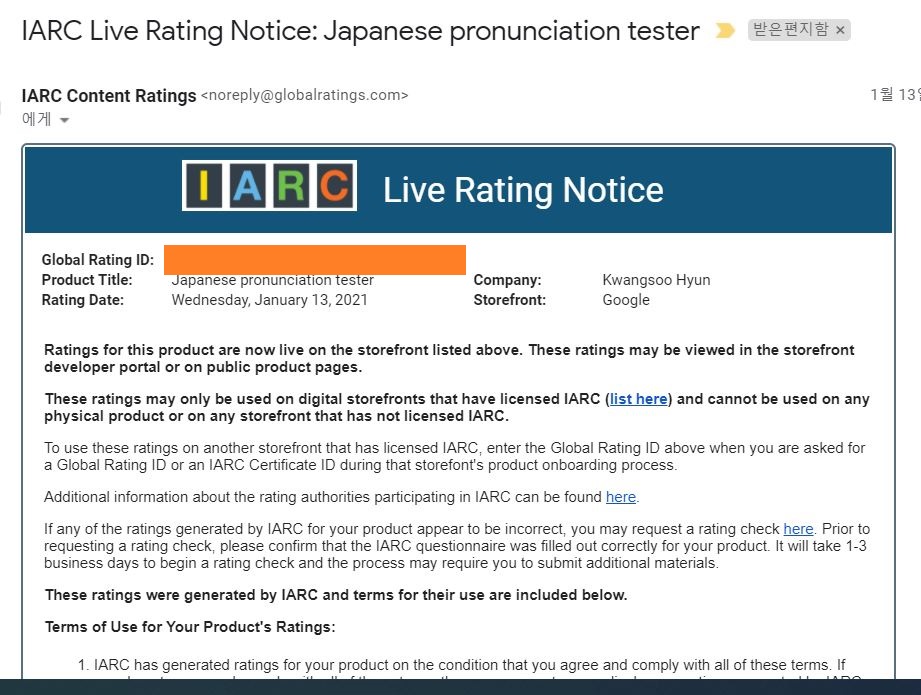 IARC Live Rating Notice: Japanese pronunciation tester 받은편지함 ×
IARC Content Ratings <noreply@globalratings.com> 1월 13일
에게
IARC Live Rating Notice
Global Rating ID:
Product Title: Japanese pronunciation tester Company: Kwangsoo Hyun
Rating Date: Wednesday, January 13, 2021 Storefront: Google
Ratings for this product are now live on the storefront listed above. These ratings may be viewed in the storefront
developer portal or on public product pages.
These ratings may only be used on digital storefronts that have licensed IARC (list here) and cannot be used on any
physical product or on any storefront that has not licensed IARC.
To use these ratings on another storefront that has licensed IARC, enter the Global Rating ID above when you are asked for
a Global Rating ID or an IARC Certificate ID during that storefont's product onboarding process.
Additional information about the rating authorities participating in IARC can be found here.
If any of the ratings generated by IARC for your product appear to be incorrect, you may request a rating check here. Prior to
requesting a rating check, please confirm that the IARC questionnaire was filled out correctly for your product. It will take 1-3
business days to begin a rating check and the process may require you to submit additional materials.
These ratings were generated by IARC and terms for their use are included below.
Terms of Use for Your Product's Ratings:
1. IARC has generated ratings for your product on the condition that you agree and comply with all of these terms. If